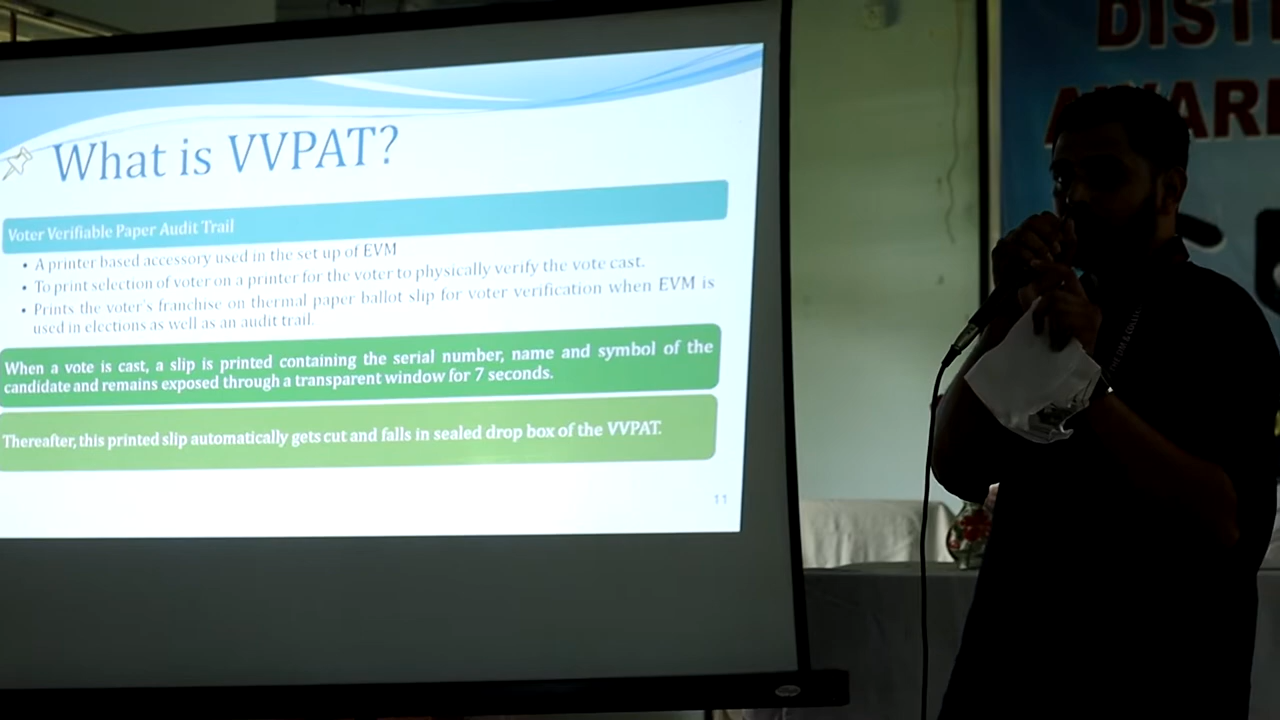 What is VVPAT?
Voter Verifiable Paper Audit Trail
• A printer based accessory used in the set up of EVM
• To print selection of voter on a printer for the voter to physically verify the vote cast.
• Prints the voter's franchise on thermal paper ballot slip for voter verification when EVM is
used in elections as well as an audit trail.
When a vote is cast, a slip is printed containing the serial number, name and symbol of the
candidate and remains exposed through a transparent window for 7 seconds.
Thereafter, this printed slip automatically gets cut and falls in sealed drop box of the VVPAT.
11